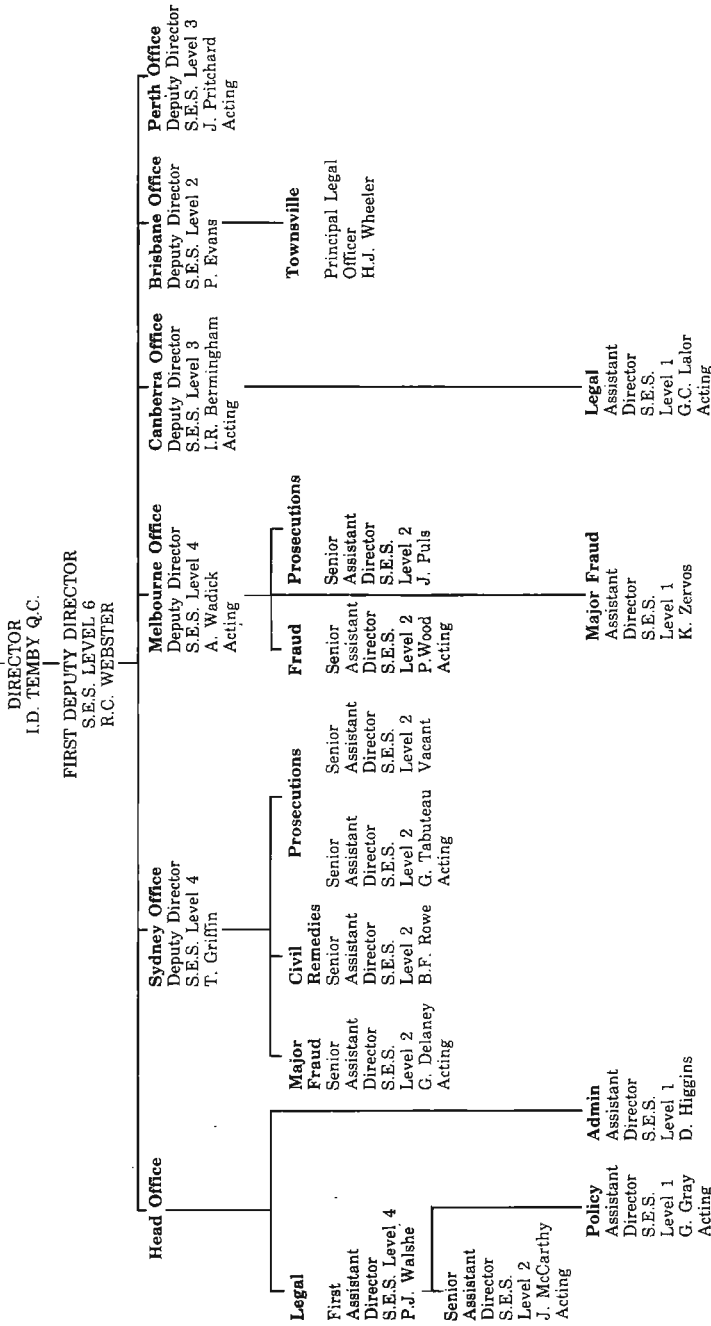 DIRECTOR
I.D. TEMBY Q.C.
FIRST DEPUTY DIRECTOR
S.E.S. LEVEL 6
R.C. WEBSTER
Head Office
Legal
First
Assistant
Director
S.E.S. Level 4
P.J. Walshe
Senior
Assistant
Director
S.E.S.
Level 2
J. McCarthy
Acting
Policy
Assistant
Director
S.E.S.
Level 1
G. Gray
Acting
Admin
Assistant
Director
S.E.S.
Level 1
D. Higgins
Sydney Office
Deputy Director
S.E.S. Level 4
T. Griffin
Major
Fraud
Senior
Assistant
Director
S.E.S.
Level 2
G. Delaney
Acting
Civil
Remedies
Senior
Assistant
Director
S.E.S.
Level 2
B.F. Rowe
Prosecutions
Senior
Assistant
Director
S.E.S.
Level 2
G. Tabuteau
Acting
Senior
Assistant
Director
S.E.S.
Level 2
Vacant
Melbourne Office
Deputy Director
S.E.S. Level 4
A. Wadick
Acting
Fraud
Senior
Assistant
Director
S.E.S.
Level 2
P.Wood
Acting
Prosecutions
Senior
Assistant
Director
S.E.S.
Level 2
J. Puls
Major Fraud
Assistant
Director
S.E.S.
Level 1
K. Zervos
Canberra Office
Deputy Director
S.E.S. Level 3
I.R. Bermingham
Acting
Legal
Assistant
Director
S.E.S.
Level 1
G.C. Lalor
Acting
Brisbane Office
Deputy Director
S.E.S. Level 2
P. Evans
Townsville
Principal Legal
Officer
H.J. Wheeler
Perth Office
Deputy Director
S.E.S. Level 3
J. Pritchard
Acting